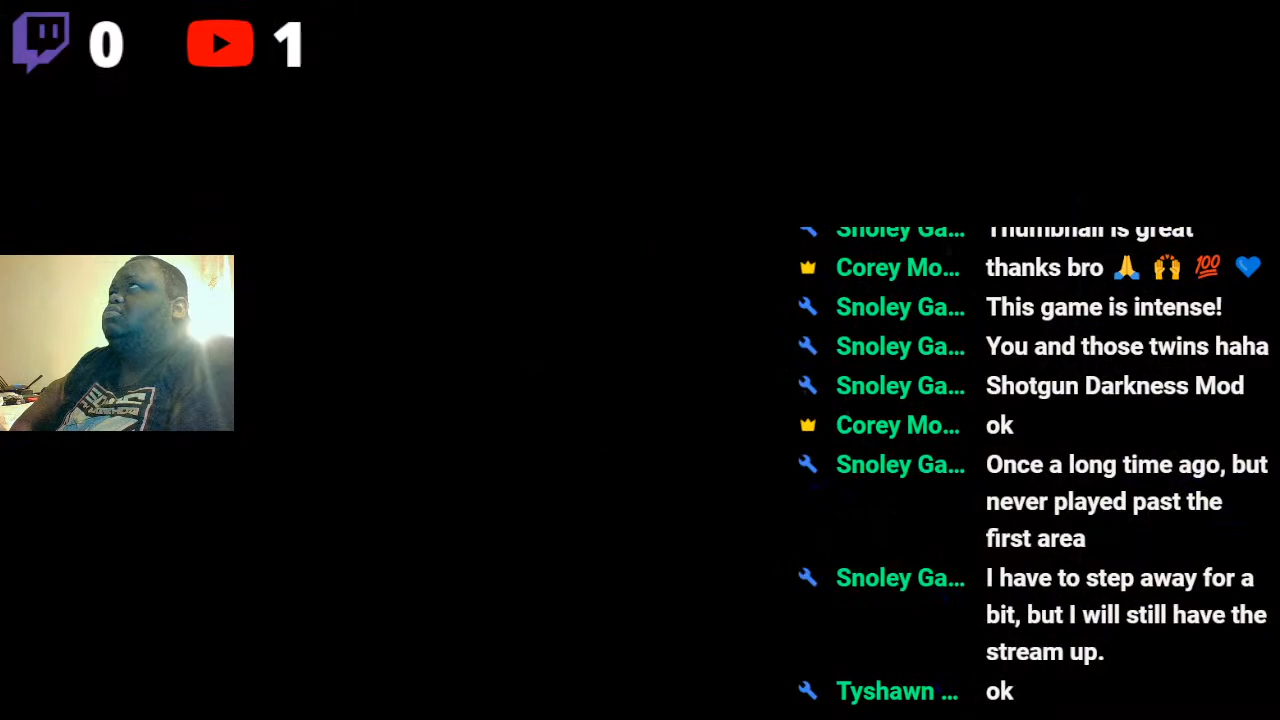 0 1
Snoley Ga... Thumbnail is great
Corey Mo... thanks bro 🙏 🙌 💯 💙
Snoley Ga... This game is intense!
Snoley Ga... You and those twins haha
Snoley Ga... Shotgun Darkness Mod
Corey Mo... ok
Snoley Ga... Once a long time ago, but
never played past the
first area
Snoley Ga... I have to step away for a
bit, but I will still have the
stream up.
Tyshawn ... ok